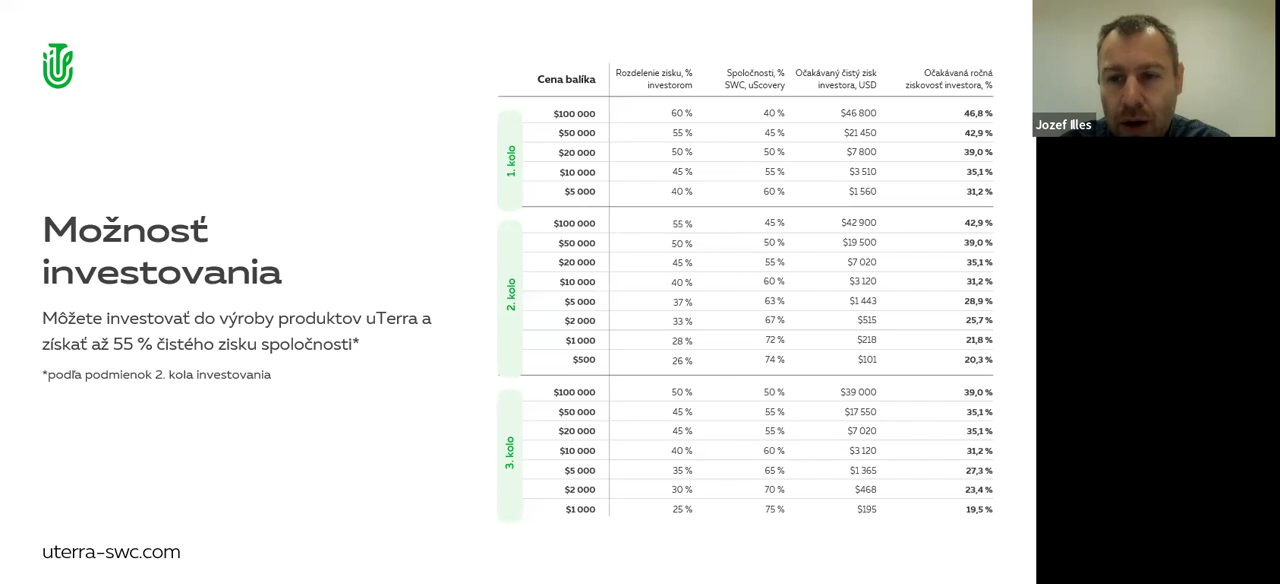 Cena balíka
Rozdelenie zisku, %
investorom
Spoločnosti, %
SWC, uScovery
Očakávaný čistý zisk
investora, USD
Očakávaná ročná
ziskovosť investora, %
1. kolo
$100 000 60 % 40 % $46 800 46,8 %
$50 000 55 % 45 % $21 450 42,9 %
$20 000 50 % 50 % $7 800 39,0 %
$10 000 45 % 55 % $3 510 35,1 %
$5 000 40 % 60 % $1 560 31,2 %
2. kolo
$100 000 55 % 45 % $42 900 42,9 %
$50 000 50 % 50 % $19 500 39,0 %
$20 000 45 % 55 % $7 020 35,1 %
$10 000 40 % 60 % $3 120 31,2 %
$5 000 37 % 63 % $1 443 28,9 %
$2 000 33 % 67 % $515 25,7 %
$1 000 28 % 72 % $218 21,8 %
$500 26 % 74 % $101 20,3 %
3. kolo
$100 000 50 % 50 % $39 000 39,0 %
$50 000 45 % 55 % $17 550 35,1 %
$20 000 45 % 55 % $7 020 35,1 %
$10 000 40 % 60 % $3 120 31,2 %
$5 000 35 % 65 % $1 365 27,3 %
$2 000 30 % 70 % $468 23,4 %
$1 000 25 % 75 % $195 19,5 %
Možnosť
investovania
Môžete investovať do výroby produktov uTerra a
získať až 55 % čistého zisku spoločnosti*
*podľa podmienok 2. kola investovania
uterra-swc.com
Jozef Illes